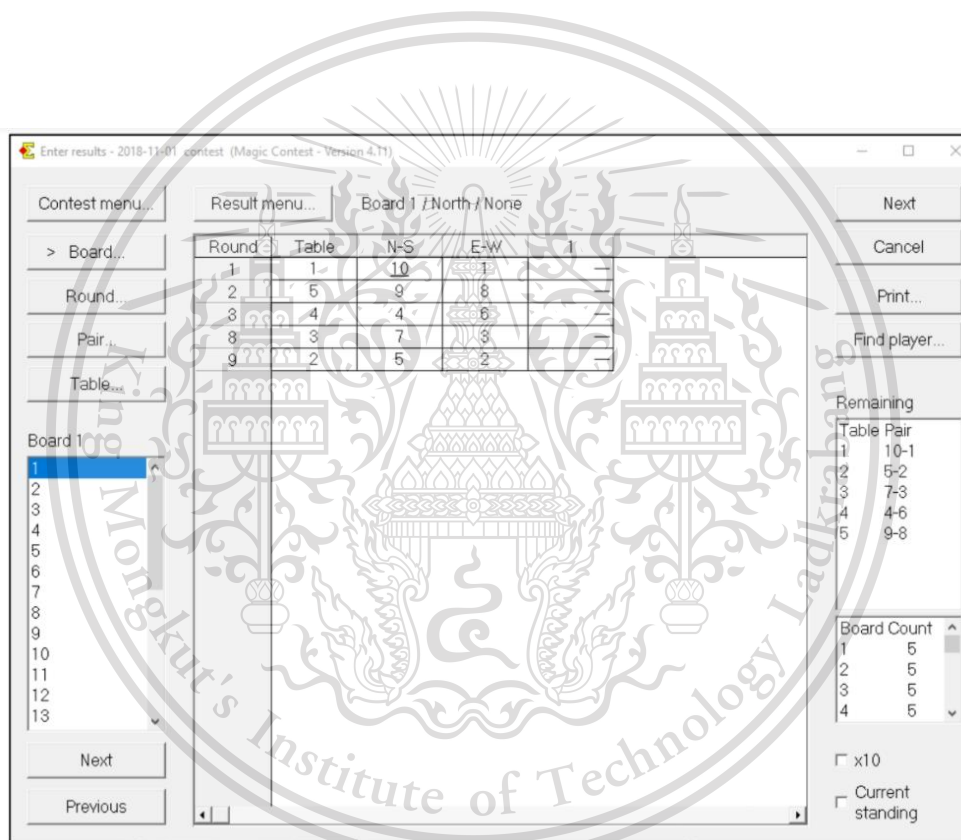 Enter results - 2018-11-01 contest (Magic Contest - Version 4.11)
Contest menu...
> Board...
Round...
Pair...
Table...
Board 1
1
2
3
4
5
6
7
8
9
10
11
12
13
Next
Previous
Result menu...
Board 1 / North / None
Round Table N-S E-W 1
1 1 10 1 —
2 5 9 8 —
3 4 4 6 —
8 3 7 3 —
9 2 5 2 —
Next
Cancel
Print...
Find player...
Remaining
Table Pair
1 10-1
2 5-2
3 7-3
4 4-6
5 9-8
Board Count
1 5
2 5
3 5
4 5
x10
Current
standing
King Mongkut's Institute of Technology Ladkrabang